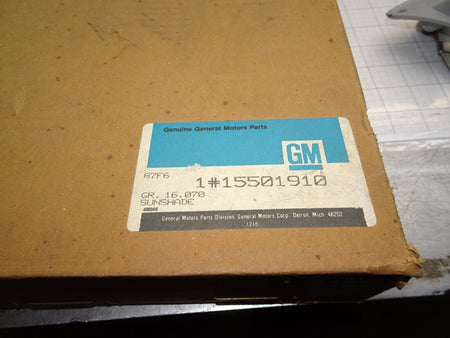 Genuine General Motors Parts
GM
87F6
1#15501910
GR. 16.070
SUNSHADE
General Motors Parts Division, General Motors Corp. Detroit, Mich. 48202
1216